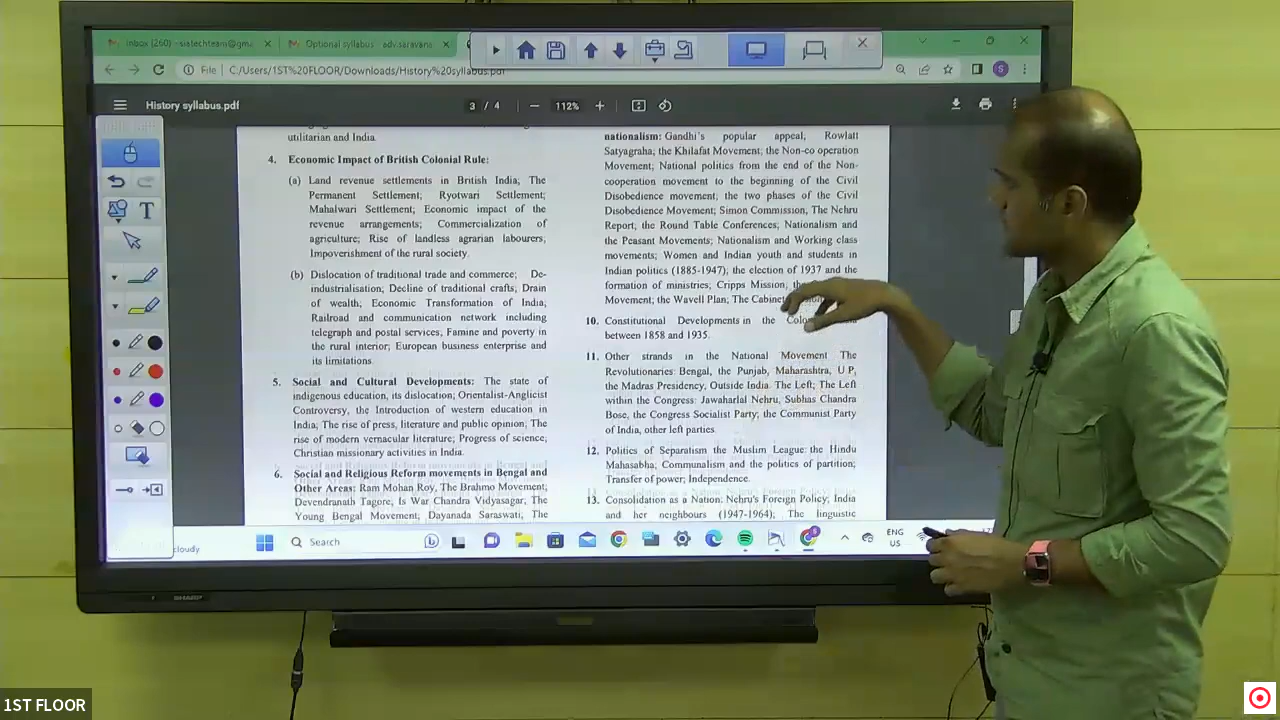 Inbox (260) - siatechteam@gm
Optional syllabus - adv.saravans
File
C:/Users/1ST%20FLOOR/Downloads/History%20syllabus.pdf
History syllabus.pdf
3 / 4
112%
utilitarian and India.
4. Economic Impact of British Colonial Rule:
(a) Land revenue settlements in British India; The
Permanent Settlement; Ryotwari Settlement;
Mahalwari Settlement; Economic impact of the
revenue arrangements; Commercialization of
agriculture; Rise of landless agrarian labourers;
Impoverishment of the rural society.
(b) Dislocation of traditional trade and commerce; De-
industrialisation; Decline of traditional crafts; Drain
of wealth; Economic Transformation of India;
Railroad and communication network including
telegraph and postal services; Famine and poverty in
the rural interior; European business enterprise and
its limitations.
5. Social and Cultural Developments: The state of
indigenous education, its dislocation; Orientalist-Anglicist
Controversy, the Introduction of western education in
India; The rise of press, literature and public opinion; The
rise of modern vernacular literature; Progress of science;
Christian missionary activities in India.
6. Social and Religious Reform movements in Bengal and
Other Areas: Ram Mohan Roy, The Brahmo Movement;
Devendranath Tagore; Is War Chandra Vidyasagar; The
Young Bengal Movement; Dayanada Saraswati; The
nationalism: Gandhi's popular appeal, Rowlatt
Satyagraha; the Khilafat Movement; the Non-co operation
Movement; National politics from the end of the Non-
cooperation movement to the beginning of the Civil
Disobedience movement; the two phases of the Civil
Disobedience Movement; Simon Commission, The Nehru
Report; the Round Table Conferences; Nationalism and
the Peasant Movements; Nationalism and Working class
movements; Women and Indian youth and students in
Indian politics (1885-1947); the election of 1937 and the
formation of ministries; Cripps Mission; the
Movement; the Wavell Plan; The Cabinet
10. Constitutional Developments in the
between 1858 and 1935.
11. Other strands in the National Movement The
Revolutionaries: Bengal, the Punjab, Maharashtra, U P,
the Madras Presidency, Outside India. The Left; The Left
within the Congress: Jawaharlal Nehru, Subhas Chandra
Bose, the Congress Socialist Party; the Communist Party
of India, other left parties.
12. Politics of Separatism the Muslim League: the Hindu
Mahasabha; Communalism and the politics of partition;
Transfer of power; Independence.
13. Consolidation as a Nation: Nehru's Foreign Policy; India
and her neighbours (1947-1964); The linguistic
cloudy
Search
ENG
US
SHARP
1ST FLOOR